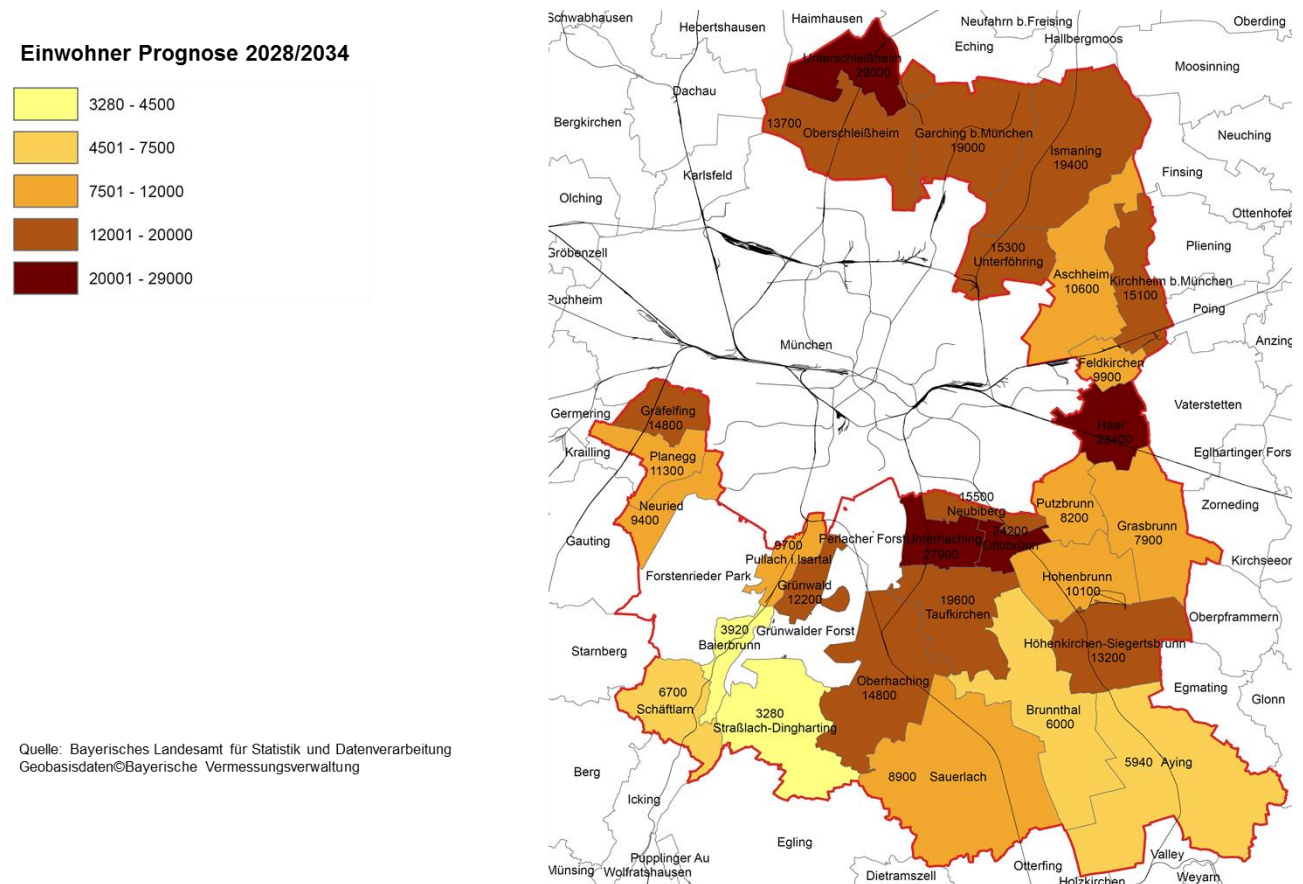 Einwohner Prognose 2028/2034
3280 - 4500
4501 - 7500
7501 - 12000
12001 - 20000
20001 - 29000
Quelle: Bayerisches Landesamt für Statistik und Datenverarbeitung
Geobasisdaten©Bayerische Vermessungsverwaltung
Schwabhausen
Haimhausen
Neufahrn b.Freising
Oberding
Hebertshausen
Hallbergmoos
Eching
Unterschleißheim
29000
Moosinning
Dachau
Bergkirchen
13700
Oberschleißheim
Garching b.München
19000
Neuching
Ismaning
19400
Karlsfeld
Finsing
Olching
Ottenhofen
Gröbenzell
15300
Unterföhring
Pliening
Aschheim
10600
Kirchheim b.München
15100
Puchheim
Poing
München
Anzing
Feldkirchen
9900
Germering
Gräfelfing
14800
Vaterstetten
Haar
Krailling
Planegg
11300
Eglhartinger Forst
Neuried
9400
15500
Neubiberg
Putzbrunn
8200
Zorneding
Grasbrunn
7900
Gauting
9700
Pullach i.Isartal
Perlacher Forst
Unterhaching
27900
24200
Ottobrunn
Kirchseeon
Forstenrieder Park
Grünwald
12200
Hohenbrunn
10100
19600
Taufkirchen
Oberpframmern
3920
Baierbrunn
Grünwalder Forst
Starnberg
Höhenkirchen-Siegertsbrunn
13200
6700
Schäftlarn
Oberhaching
14800
Egmating
Glonn
3280
Straßlach-Dingharting
Brunnthal
6000
Berg
8900
Sauerlach
5940
Aying
Icking
Egling
Pupplinger Au
Münsing
Wolfratshausen
Otterfing
Valley
Dietramszell
Holzkirchen
Weyarn